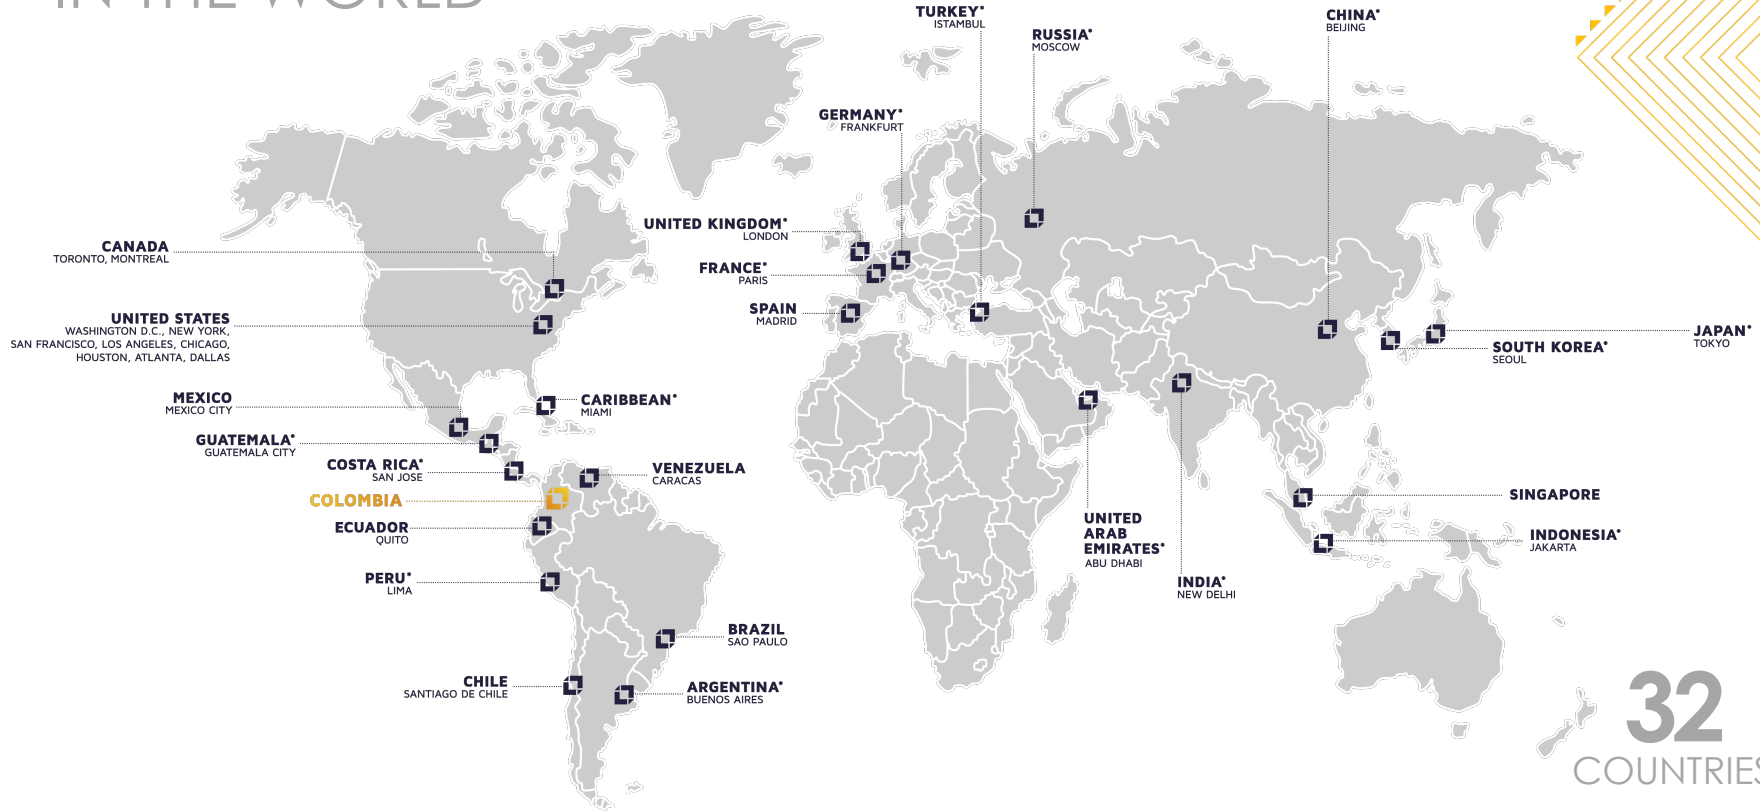 IN THE WORLD
TURKEY*
ISTAMBUL
RUSSIA*
MOSCOW
CHINA*
BEIJING
GERMANY*
FRANKFURT
UNITED KINGDOM*
LONDON
CANADA
TORONTO, MONTREAL
FRANCE*
PARIS
SPAIN
MADRID
UNITED STATES
WASHINGTON D.C., NEW YORK,
SAN FRANCISCO, LOS ANGELES, CHICAGO,
HOUSTON, ATLANTA, DALLAS
JAPAN*
TOKYO
SOUTH KOREA*
SEOUL
MEXICO
MEXICO CITY
CARIBBEAN*
MIAMI
GUATEMALA*
GUATEMALA CITY
COSTA RICA*
SAN JOSE
VENEZUELA
CARACAS
COLOMBIA
SINGAPORE
ECUADOR
QUITO
UNITED
ARAB
EMIRATES*
ABU DHABI
INDONESIA*
JAKARTA
PERU*
LIMA
INDIA*
NEW DELHI
BRAZIL
SAO PAULO
CHILE
SANTIAGO DE CHILE
ARGENTINA*
BUENOS AIRES
32
COUNTRIES